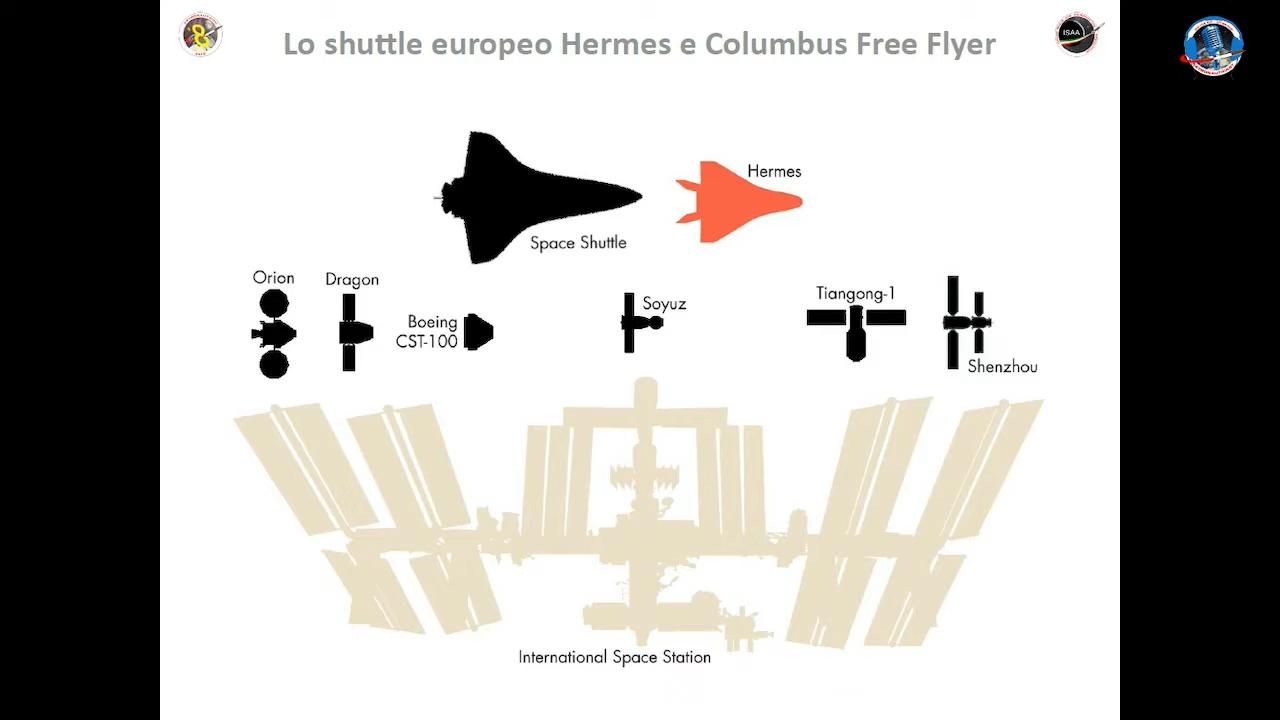 Lo shuttle europeo Hermes e Columbus Free Flyer
ISAA
Hermes
Space Shuttle
Orion
Dragon
Boeing
CST-100
Soyuz
Tiangong-1
Shenzhou
International Space Station